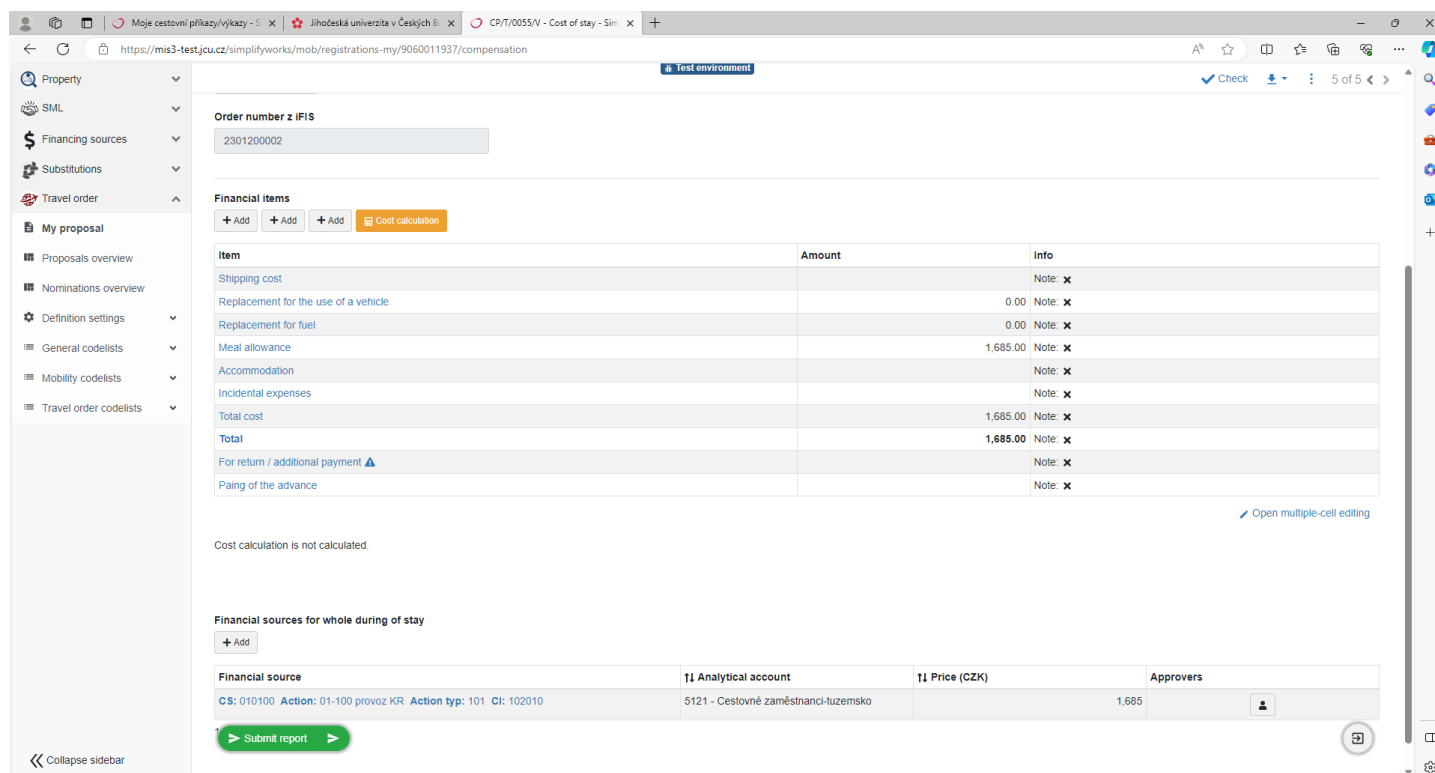 Moje cestovní příkazy/výkazy - S
Jihočeská univerzita v Českých B
CP/T/0055/V - Cost of stay - Sim
https://mis3-test.jcu.cz/simplifyworks/mob/registrations-my/9060011937/compensation
Property
SML
Financing sources
Substitutions
Travel order
My proposal
Proposals overview
Nominations overview
Definition settings
General codelists
Mobility codelists
Travel order codelists
Collapse sidebar
Test environment
Check
5 of 5
Order number z iFIS
2301200002
Financial items
+ Add + Add + Add Cost calculation
Item Amount Info
Shipping cost Note: ✖
Replacement for the use of a vehicle 0.00 Note: ✖
Replacement for fuel 0.00 Note: ✖
Meal allowance 1,685.00 Note: ✖
Accommodation Note: ✖
Incidental expenses Note: ✖
Total cost 1,685.00 Note: ✖
Total 1,685.00 Note: ✖
For return / additional payment Note: ✖
Paing of the advance Note: ✖
Open multiple-cell editing
Cost calculation is not calculated.
Financial sources for whole during of stay
+ Add
Financial source Analytical account Price (CZK) Approvers
CS: 010100 Action: 01-100 provoz KR Action typ: 101 CI: 102010 5121 - Cestovné zaměstnanci-tuzemsko 1,685
Submit report